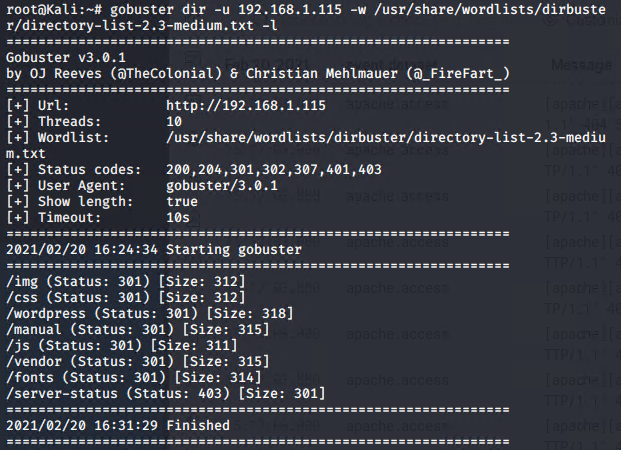 root@Kali:~# gobuster dir -u 192.168.1.115 -w /usr/share/wordlists/dirbuste
r/directory-list-2.3-medium.txt -l
===============================================================
Gobuster v3.0.1
by OJ Reeves (@TheColonial) & Christian Mehlmauer (@_FireFart_)
===============================================================
[+] Url:            http://192.168.1.115
[+] Threads:        10
[+] Wordlist:       /usr/share/wordlists/dirbuster/directory-list-2.3-mediu
m.txt
[+] Status codes:   200,204,301,302,307,401,403
[+] User Agent:     gobuster/3.0.1
[+] Show length:    true
[+] Timeout:        10s
===============================================================
2021/02/20 16:24:34 Starting gobuster
===============================================================
/img (Status: 301) [Size: 312]
/css (Status: 301) [Size: 312]
/wordpress (Status: 301) [Size: 318]
/manual (Status: 301) [Size: 315]
/js (Status: 301) [Size: 311]
/vendor (Status: 301) [Size: 315]
/fonts (Status: 301) [Size: 314]
/server-status (Status: 403) [Size: 301]
===============================================================
2021/02/20 16:31:29 Finished
===============================================================